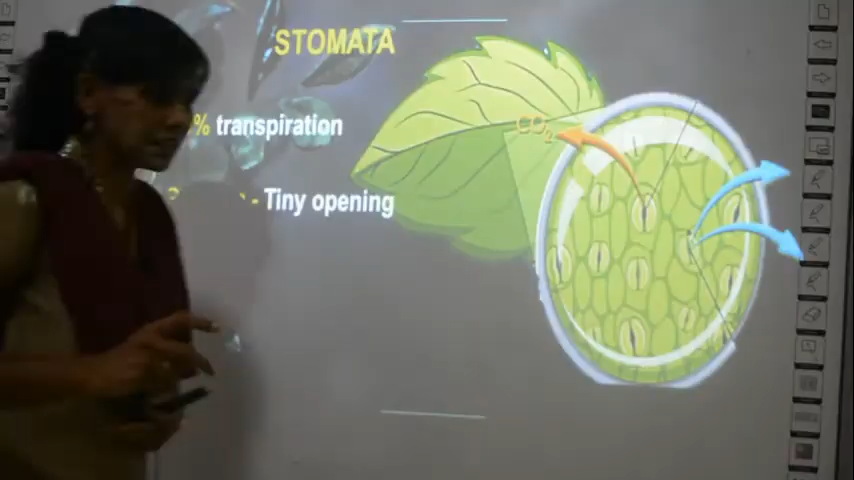 STOMATA
% transpiration
CO₂
- Tiny opening